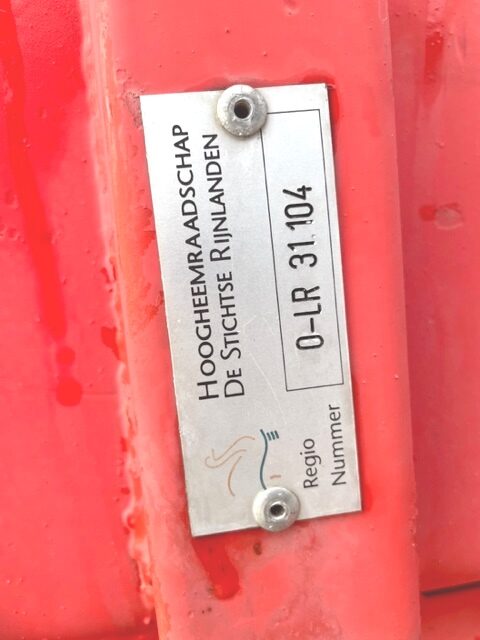 HOOGHEEMRAADSCHAP
DE STICHTSE RIJNLANDEN
Regio
Nummer
0-LR 31.104